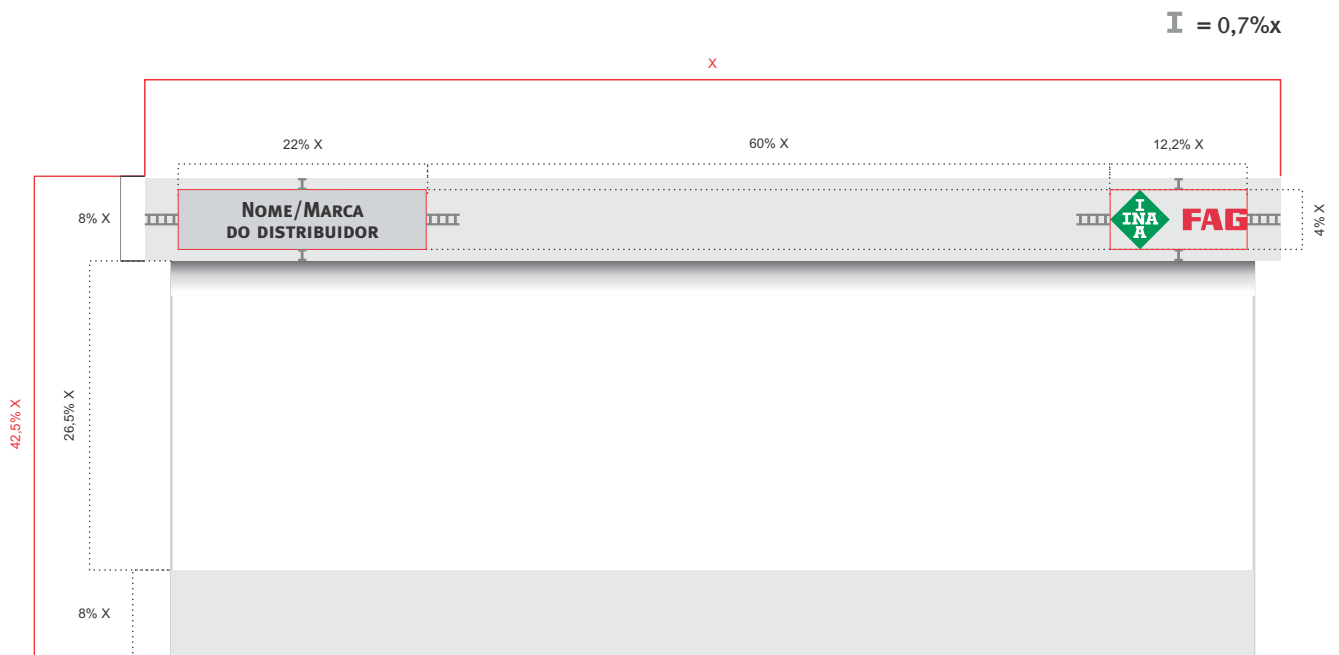 = 0,7%x
X
22% X
60% X
12,2% X
8% X
NOME/MARCA
DO DISTRIBUIDOR
INA
I
A
FAG
4% X
42,5% X
26,5% X
8% X